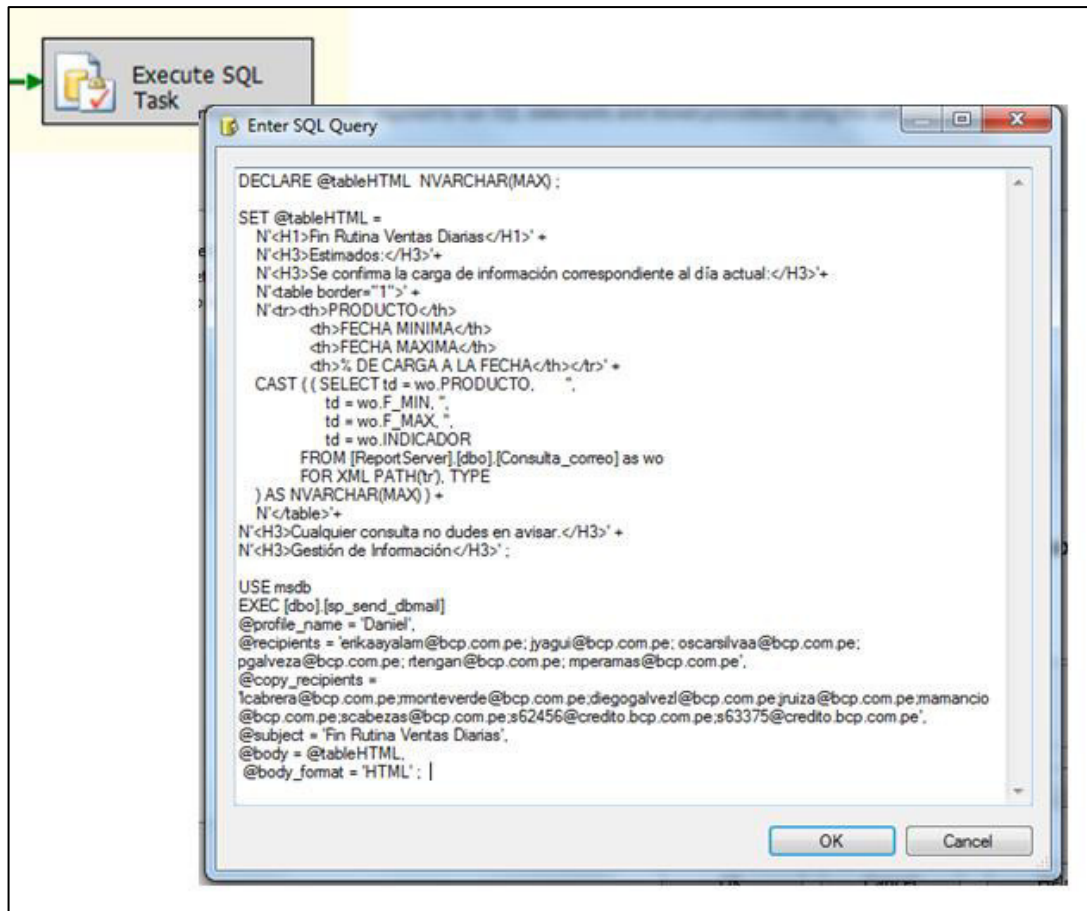 Execute SQL
Task
Enter SQL Query
DECLARE @tableHTML NVARCHAR(MAX) ;
SET @tableHTML =
N'<H1>Fin Rutina Ventas Diarias</H1>' +
N'<H3>Estimados:</H3>'+
N'<H3>Se confirma la carga de información correspondiente al día actual:</H3>'+
N'<table border="1">' +
N'<tr><th>PRODUCTO</th>
<th>FECHA MINIMA</th>
<th>FECHA MAXIMA</th>
<th>% DE CARGA A LA FECHA</th></tr>' +
CAST ( ( SELECT td = wo.PRODUCTO, '',
td = wo.F_MIN, '',
td = wo.F_MAX, '',
td = wo.INDICADOR
FROM [ReportServer].[dbo].[Consulta_correo] as wo
FOR XML PATH('tr'), TYPE
) AS NVARCHAR(MAX) ) +
N'</table>'+
N'<H3>Cualquier consulta no dudes en avisar.</H3>' +
N'<H3>Gestión de Información</H3>' ;
USE msdb
EXEC [dbo].[sp_send_dbmail]
@profile_name = 'Daniel',
@recipients = 'erikaayalam@bcp.com.pe; jyagui@bcp.com.pe; oscarsilvaa@bcp.com.pe;
pgalveza@bcp.com.pe; rtengan@bcp.com.pe; mperamas@bcp.com.pe',
@copy_recipients =
'lcabrera@bcp.com.pe;rmonteverde@bcp.com.pe;diegogalvezl@bcp.com.pe;jruiza@bcp.com.pe;mamancio
@bcp.com.pe;scabezas@bcp.com.pe;s62456@credito.bcp.com.pe;s63375@credito.bcp.com.pe',
@subject = 'Fin Rutina Ventas Diarias',
@body = @tableHTML,
@body_format = 'HTML' ;
OK
Cancel